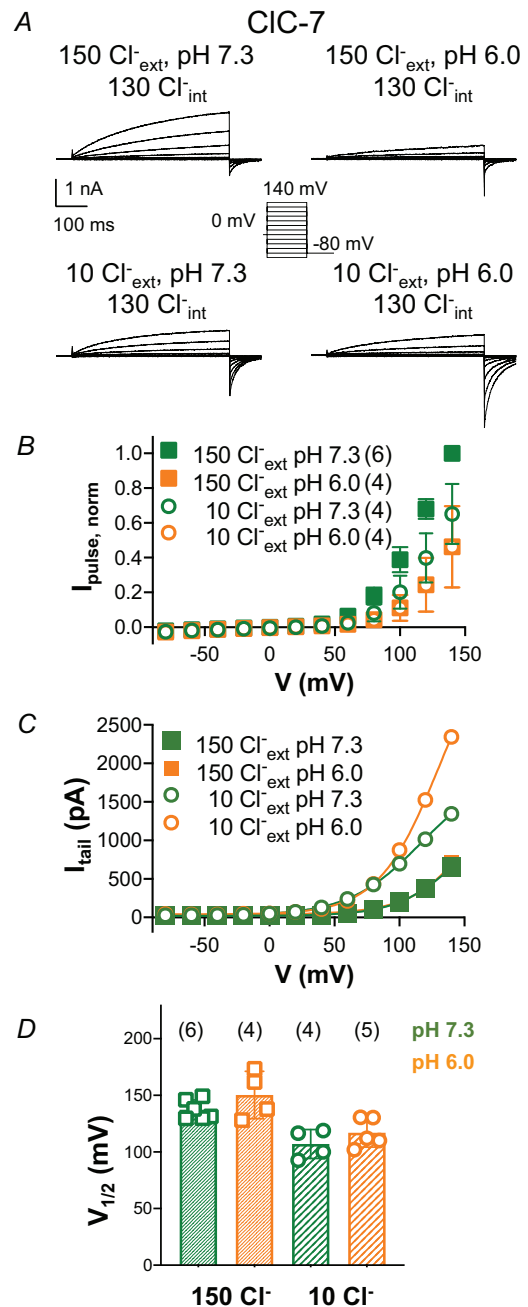 A
ClC-7
150 Cl⁻ext, pH 7.3
150 Cl⁻ext, pH 6.0
130 Cl⁻int
130 Cl⁻int
1 nA
100 ms
140 mV
0 mV
-80 mV
10 Cl⁻ext, pH 7.3
10 Cl⁻ext, pH 6.0
130 Cl⁻int
130 Cl⁻int
B
150 Cl⁻ext pH 7.3 (6)
150 Cl⁻ext pH 6.0 (4)
10 Cl⁻ext pH 7.3 (4)
10 Cl⁻ext pH 6.0 (4)
Ipulse, norm
1.0
0.8
0.6
0.4
0.2
0.0
-50 0 50 100 150
V (mV)
C
150 Cl⁻ext pH 7.3
150 Cl⁻ext pH 6.0
10 Cl⁻ext pH 7.3
10 Cl⁻ext pH 6.0
Itail (pA)
2500
2000
1500
1000
500
0
-50 0 50 100 150
V (mV)
D
(6) (4) (4) (5)
pH 7.3
pH 6.0
V1/2 (mV)
200
150
100
50
0
150 Cl⁻ 10 Cl⁻